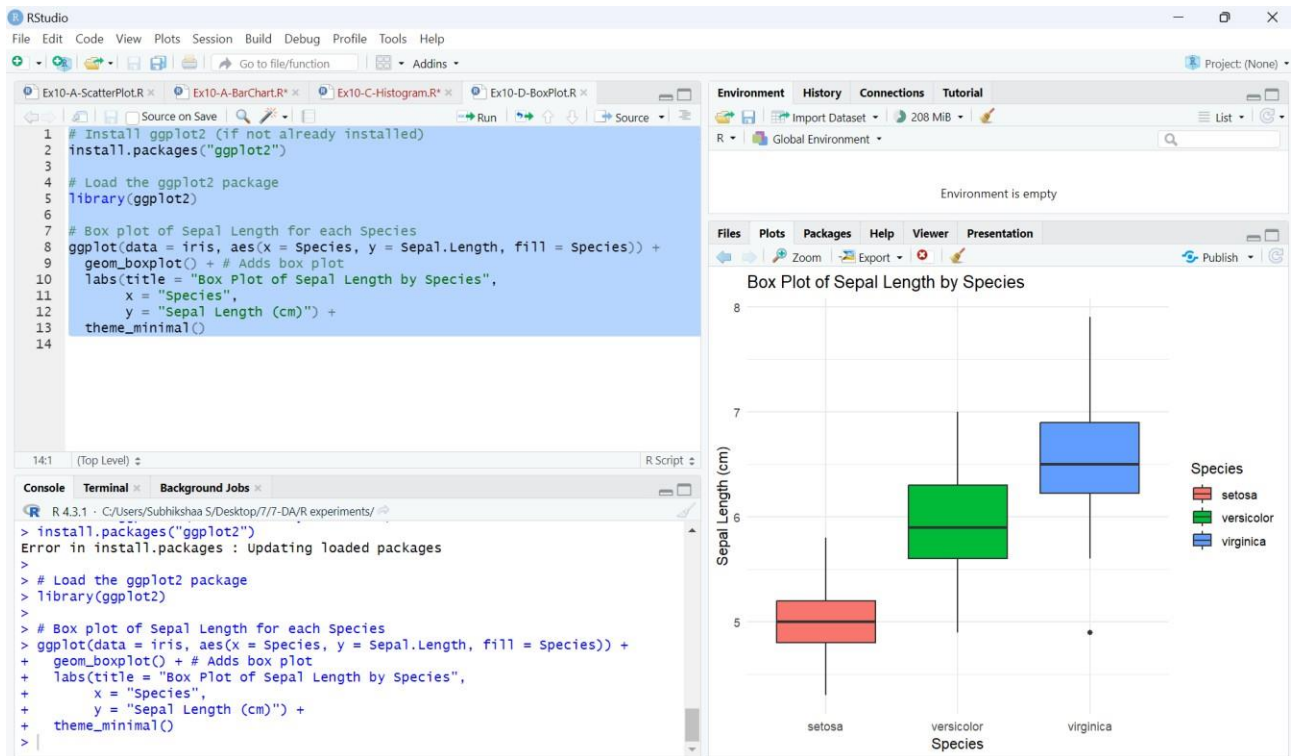 RStudio
File Edit Code View Plots Session Build Debug Profile Tools Help
Go to file/function Addins Project: (None)
Ex10-A-ScatterPlot.R Ex10-A-BarChart.R* Ex10-C-Histogram.R* Ex10-D-BoxPlot.R
Source on Save Run Source
1 # Install ggplot2 (if not already installed)
2 install.packages("ggplot2")
3
4 # Load the ggplot2 package
5 library(ggplot2)
6
7 # Box plot of Sepal Length for each Species
8 ggplot(data = iris, aes(x = Species, y = Sepal.Length, fill = Species)) +
9   geom_boxplot() + # Adds box plot
10   labs(title = "Box Plot of Sepal Length by Species",
11        x = "Species",
12        y = "Sepal Length (cm)") +
13   theme_minimal()
14
14:1 (Top Level) R Script
Console Terminal Background Jobs
R 4.3.1 · C:/Users/Subhikshaa S/Desktop/7/7-DA/R experiments/
> install.packages("ggplot2")
Error in install.packages : Updating loaded packages
>
> # Load the ggplot2 package
> library(ggplot2)
>
> # Box plot of Sepal Length for each Species
> ggplot(data = iris, aes(x = Species, y = Sepal.Length, fill = Species)) +
+   geom_boxplot() + # Adds box plot
+   labs(title = "Box Plot of Sepal Length by Species",
+        x = "Species",
+        y = "Sepal Length (cm)") +
+   theme_minimal()
>
Environment History Connections Tutorial
Import Dataset 208 MiB List
R Global Environment
Environment is empty
Files Plots Packages Help Viewer Presentation
Zoom Export Publish
Box Plot of Sepal Length by Species
8
7
6
5
Sepal Length (cm)
setosa versicolor virginica
Species
Species
setosa
versicolor
virginica